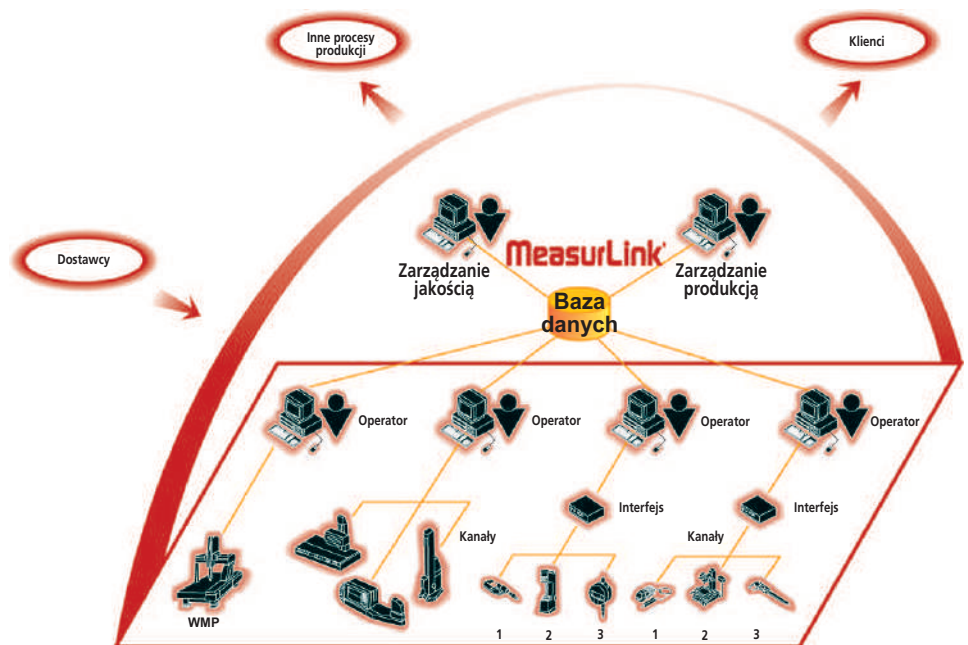 Inne procesy
produkcji
Klienci
Dostawcy
MeasurLink
Zarządzanie
jakością
Zarządzanie
produkcją
Baza
danych
Operator
Operator
Operator
Operator
Interfejs
Interfejs
Kanały
Kanały
WMP
1
2
3
1
2
3